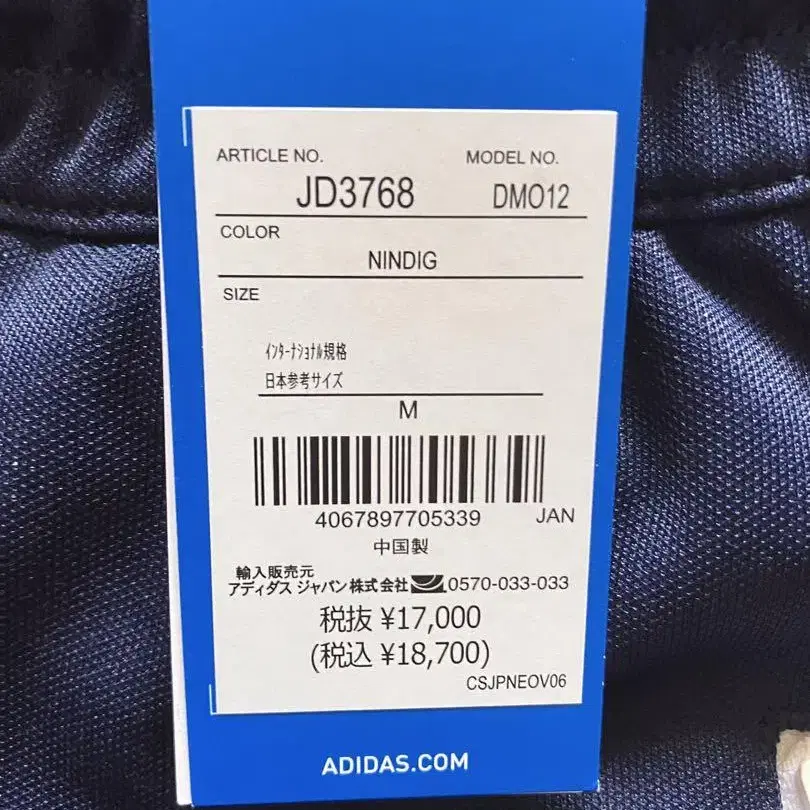 ARTICLE NO. MODEL NO.
JD3768 DMO12
COLOR
NINDIG
SIZE
ｲﾝﾀｰﾅｼｮﾅﾙ規格
日本参考サイズ
M
4067897705339 JAN
中国製
輸入販売元
アディダス ジャパン株式会社 0570-033-033
税抜 ¥17,000
(税込 ¥18,700)
CSJPNEOV06
ADIDAS.COM